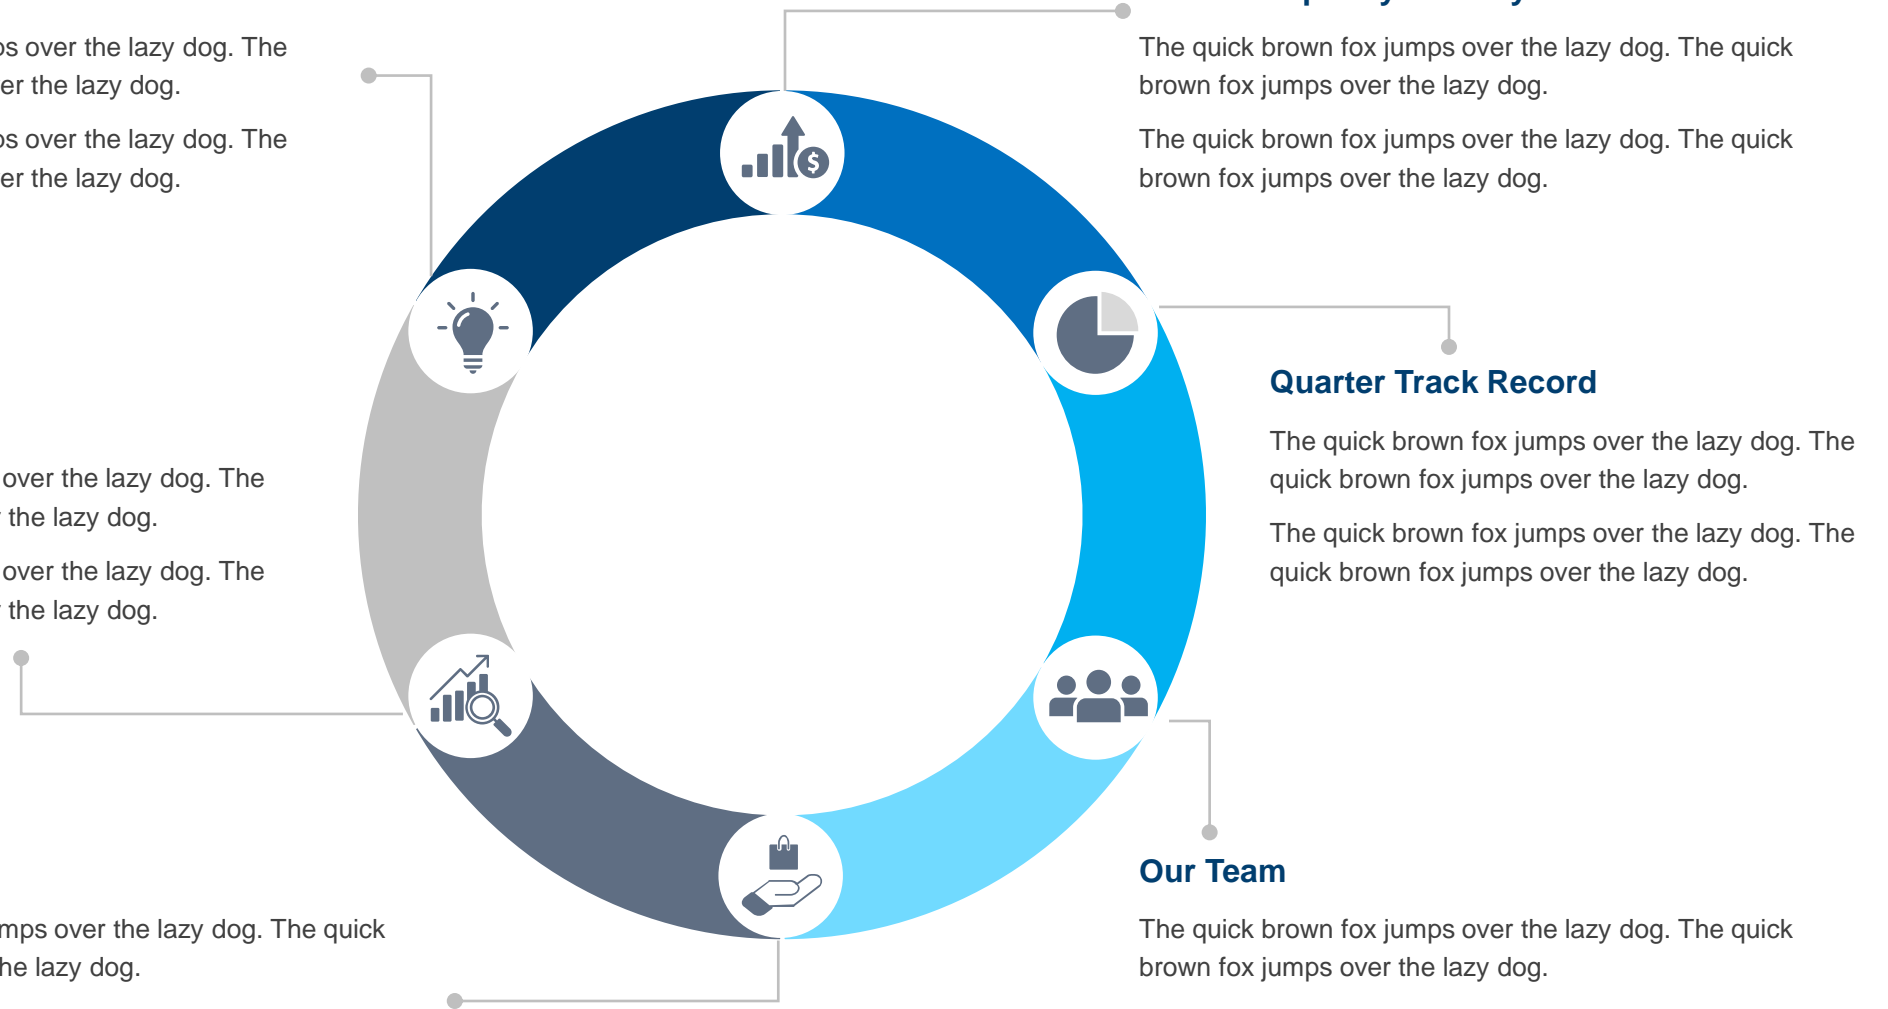 over the lazy dog. The
the lazy dog.
over the lazy dog. The
the lazy dog.
The quick brown fox jumps over the lazy dog. The quick
brown fox jumps over the lazy dog.
The quick brown fox jumps over the lazy dog. The quick
brown fox jumps over the lazy dog.
$
Quarter Track Record
The quick brown fox jumps over the lazy dog. The
quick brown fox jumps over the lazy dog.
The quick brown fox jumps over the lazy dog. The
quick brown fox jumps over the lazy dog.
over the lazy dog. The
the lazy dog.
over the lazy dog. The
the lazy dog.
Our Team
The quick brown fox jumps over the lazy dog. The quick
brown fox jumps over the lazy dog.
over the lazy dog. The quick
lazy dog.